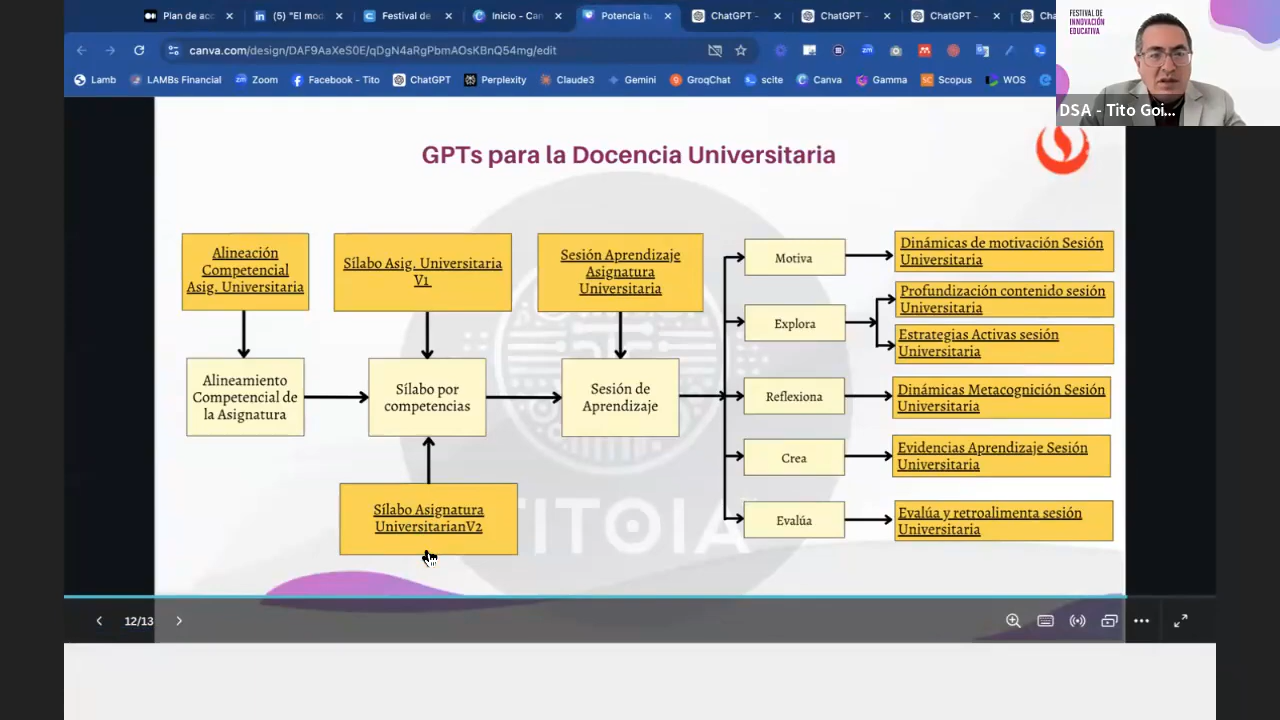 Plan de acc
(5) "El mod
Festival de
Inicio - Can
Potencia tu
ChatGPT -
ChatGPT -
ChatGPT -
Cha
canva.com/design/DAF9AaXeS0E/qDgN4aRgPbmAOsKBnQ54mg/edit
Lamb
LAMBs Financial
Zoom
Facebook - Tito
ChatGPT
Perplexity
Claude3
Gemini
GroqChat
scite
Canva
Gamma
Scopus
WOS
FESTIVAL DE
INNOVACIÓN
EDUCATIVA
DSA - Tito Goi...
GPTs para la Docencia Universitaria
Alineación
Competencial
Asig. Universitaria
Sílabo Asig. Universitaria
V1
Sesión Aprendizaje
Asignatura
Universitaria
Alineamiento
Competencial de
la Asignatura
Sílabo por
competencias
Sesión de
Aprendizaje
Sílabo Asignatura
UniversitarianV2
Motiva
Dinámicas de motivación Sesión
Universitaria
Explora
Profundización contenido sesión
Universitaria
Estrategias Activas sesión
Universitaria
Reflexiona
Dinámicas Metacognición Sesión
Universitaria
Crea
Evidencias Aprendizaje Sesión
Universitaria
Evalúa
Evalúa y retroalimenta sesión
Universitaria
TITOIA
12/13